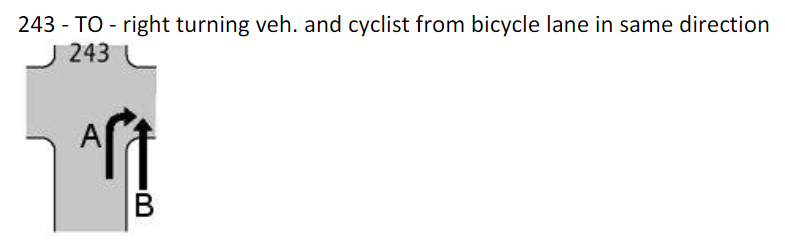 243 - TO - right turning veh. and cyclist from bicycle lane in same direction
243
A
B